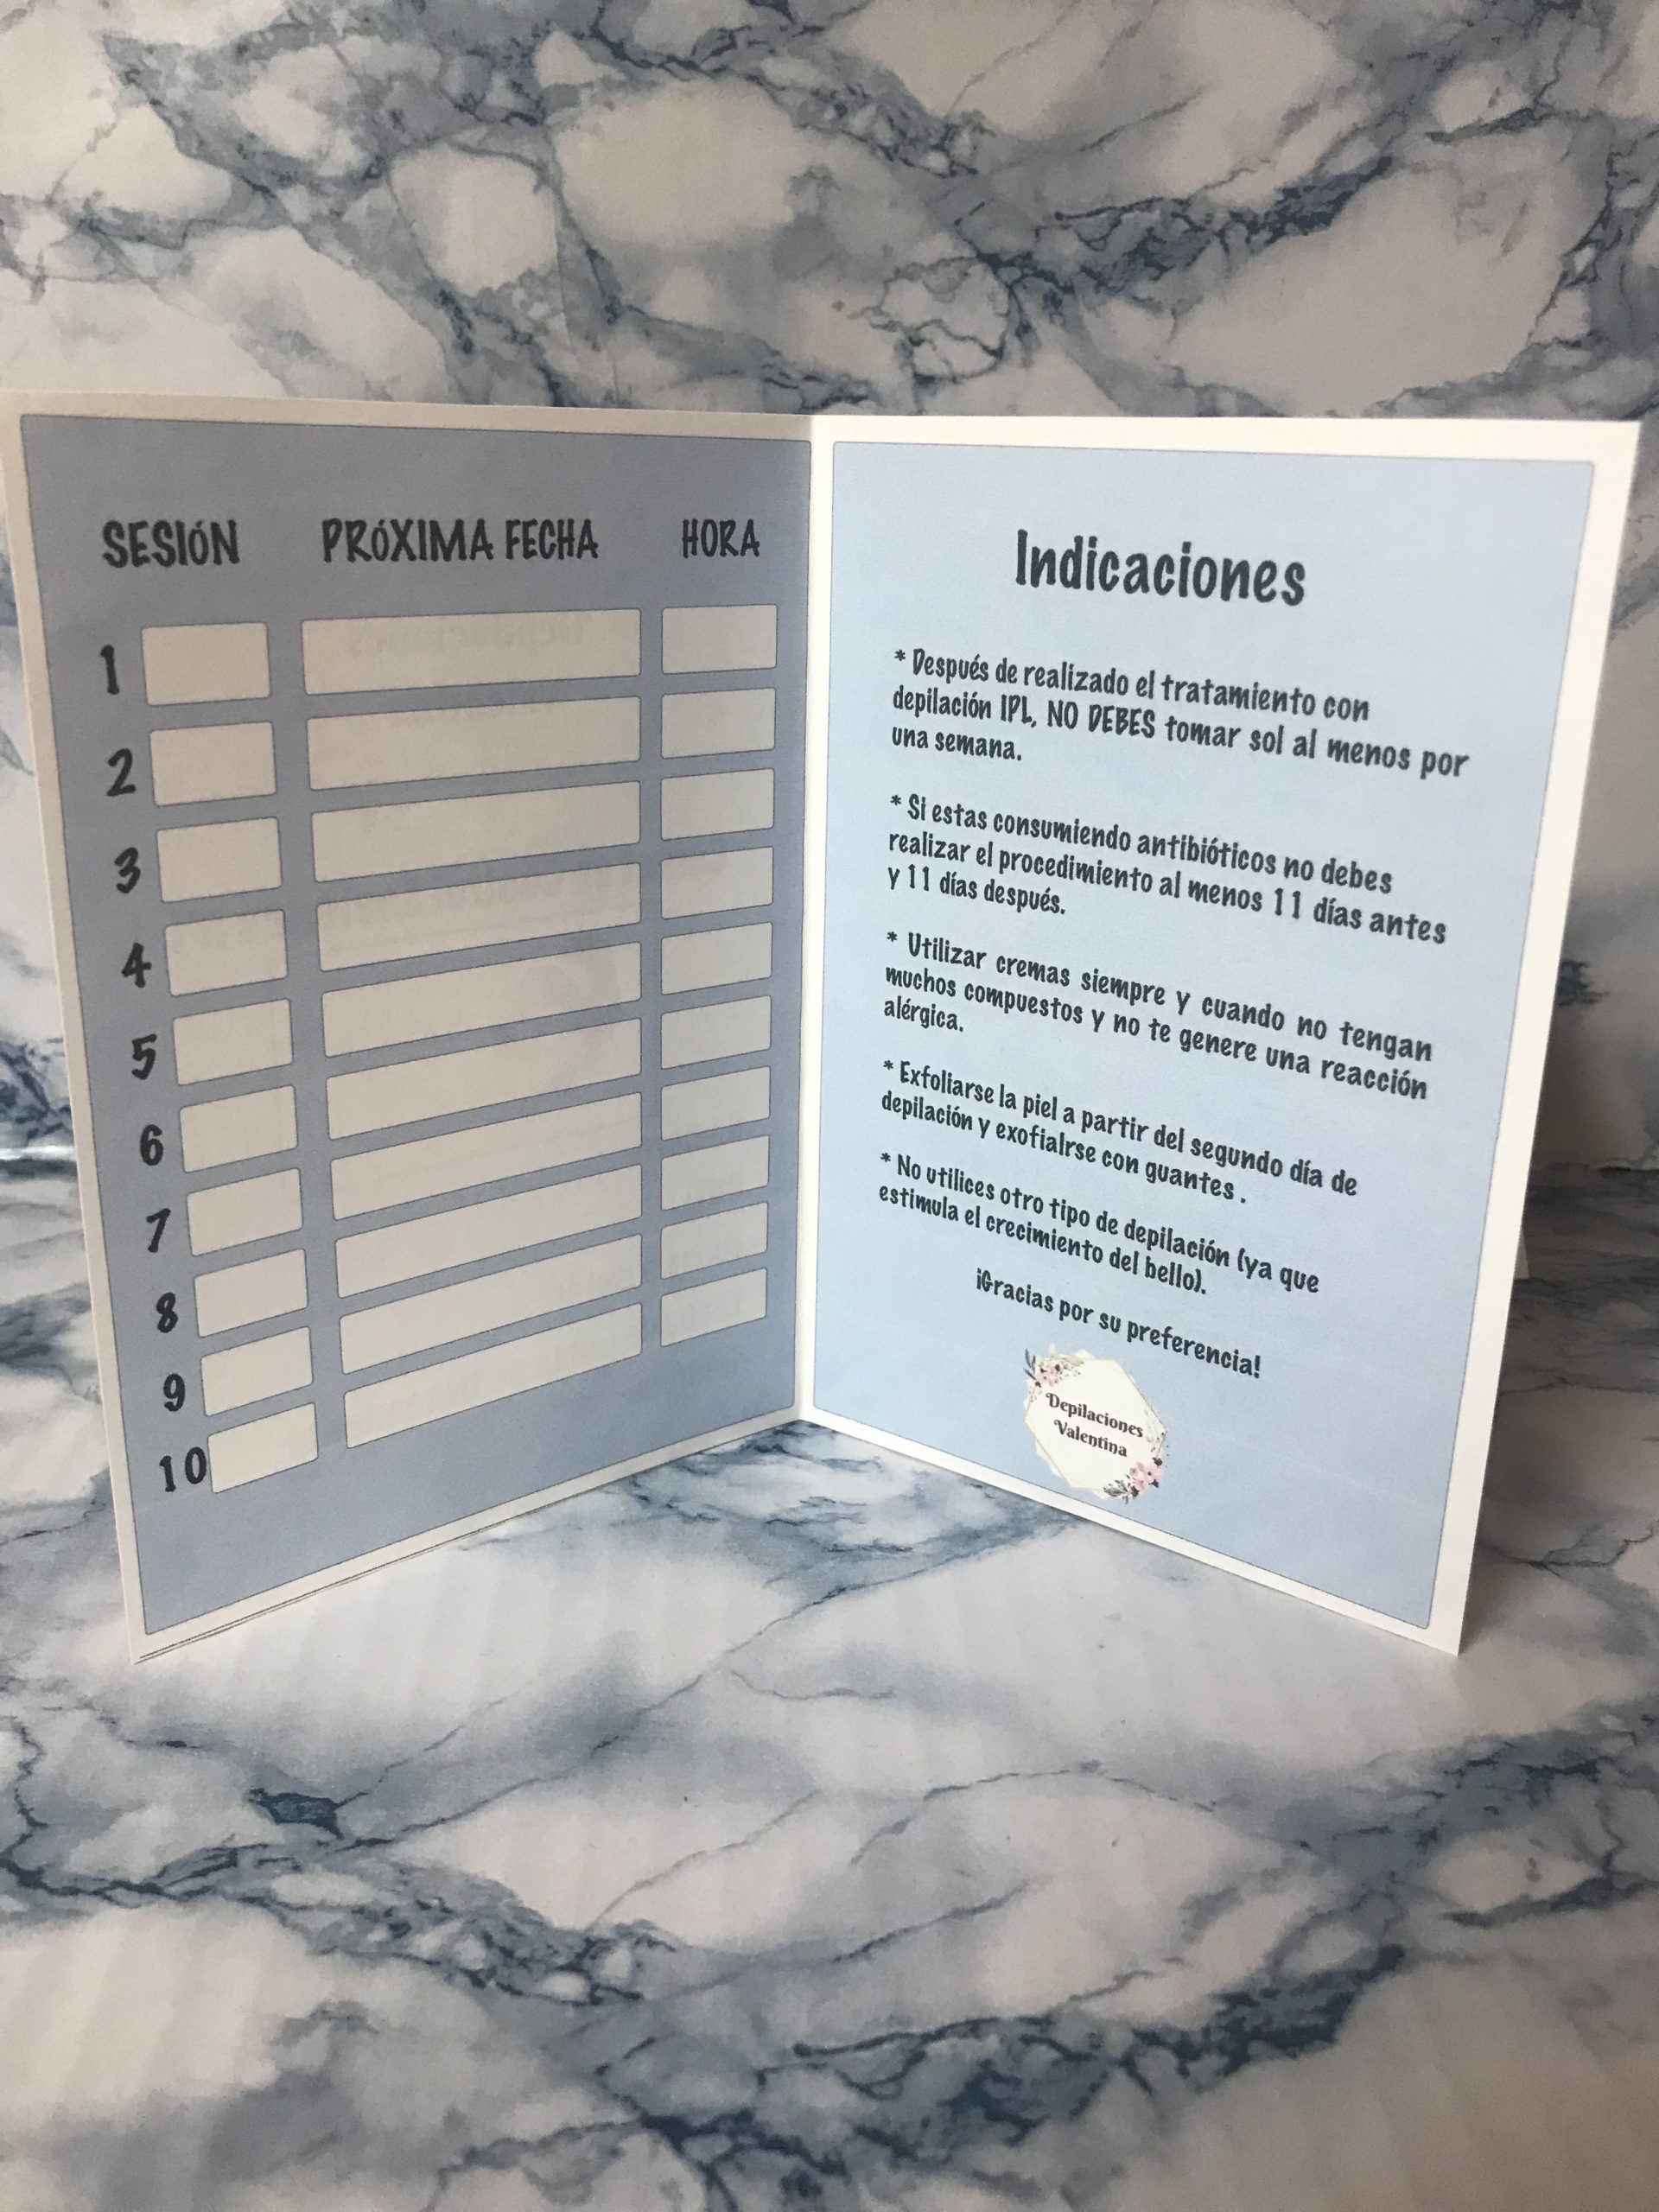 SESIÓN PRÓXIMA FECHA HORA
1
2
3
4
5
6
7
8
9
10
Indicaciones
* Después de realizado el tratamiento con
depilación IPL, NO DEBES tomar sol al menos por
una semana.
* Si estas consumiendo antibióticos no debes
realizar el procedimiento al menos 11 días antes
y 11 días después.
* Utilizar cremas siempre y cuando no tengan
muchos compuestos y no te genere una reacción
alérgica.
* Exfoliarse la piel a partir del segundo día de
depilación y exofialrse con guantes .
* No utilices otro tipo de depilación (ya que
estimula el crecimiento del bello).
¡Gracias por su preferencia!
Depilaciones
Valentina